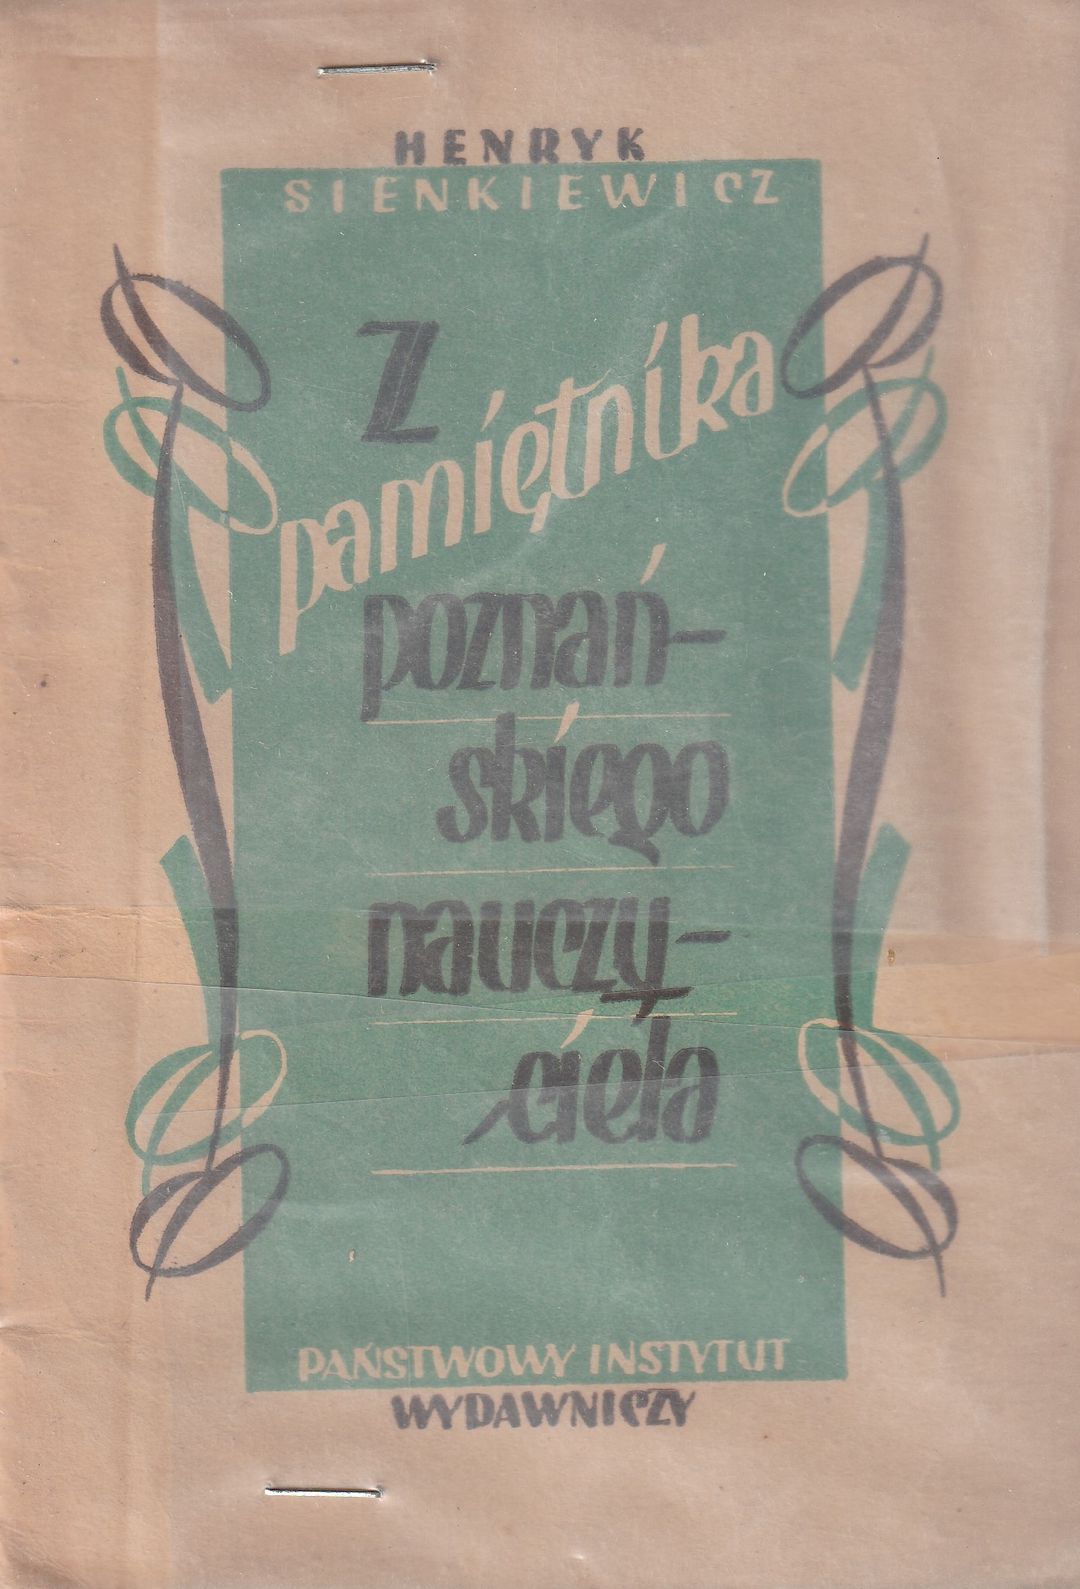 HENRYK
SIENKIEWICZ
Z
pamiętnika
poznań-
skiego
nauczy-
ciela
PAŃSTWOWY INSTYTUT
WYDAWNICZY